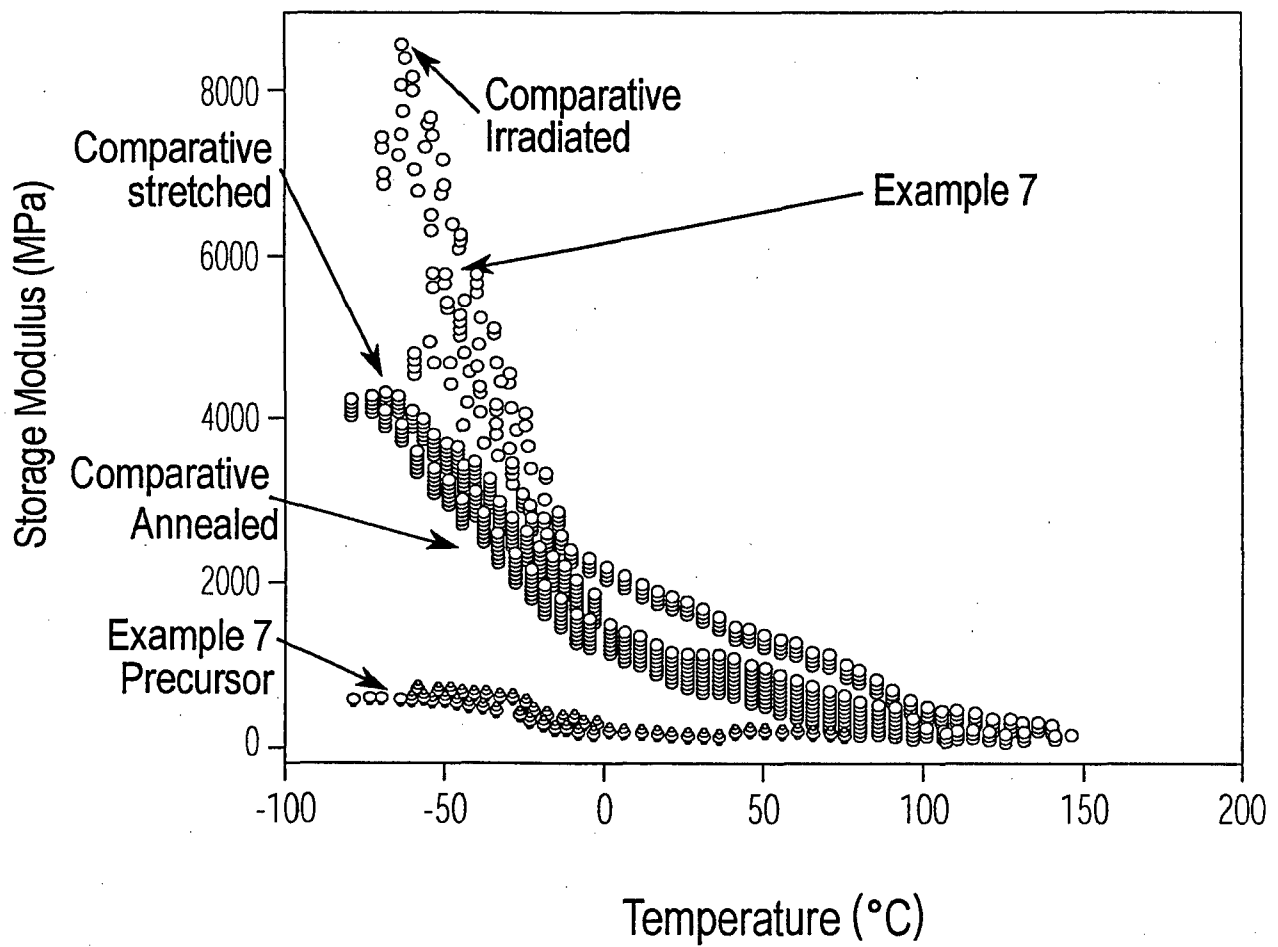 8000
Comparative
Irradiated
Comparative
stretched
Example 7
6000
Storage Modulus (MPa)
4000
Comparative
Annealed
2000
Example 7
Precursor
0
-100
-50
0
50
100
150
200
Temperature (°C)